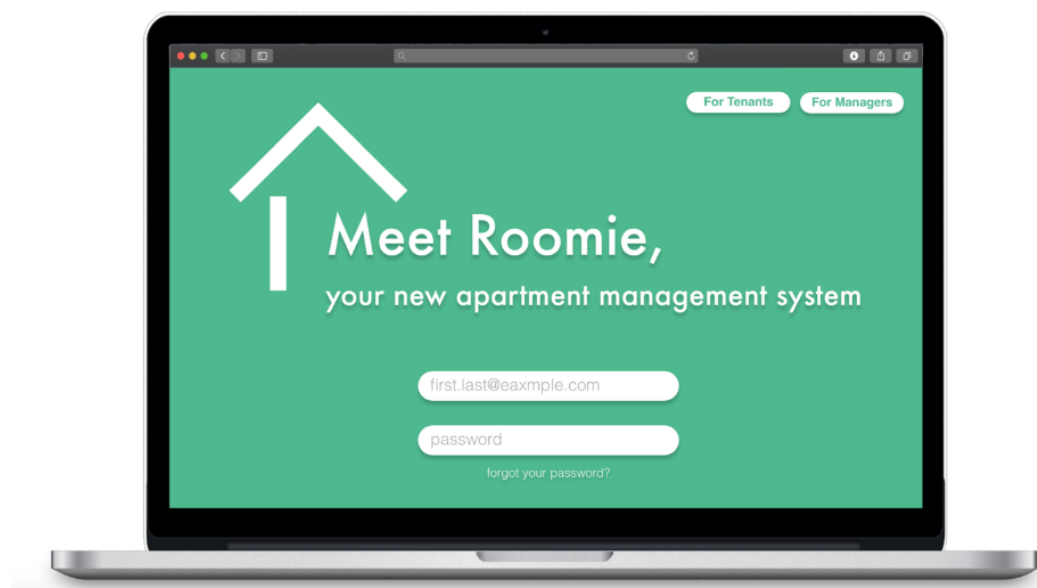 For Tenants
For Managers
Meet Roomie,
your new apartment management system
first.last@eaxmple.com
password
forgot your password?